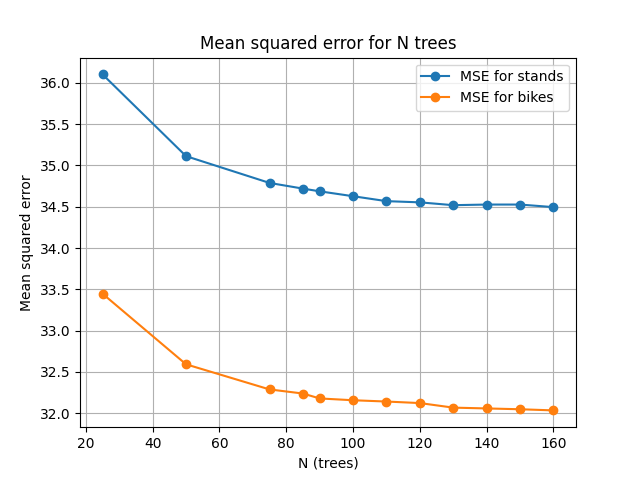 Mean squared error for N trees
MSE for stands
MSE for bikes
Mean squared error
36.0
35.5
35.0
34.5
34.0
33.5
33.0
32.5
32.0
20 40 60 80 100 120 140 160
N (trees)